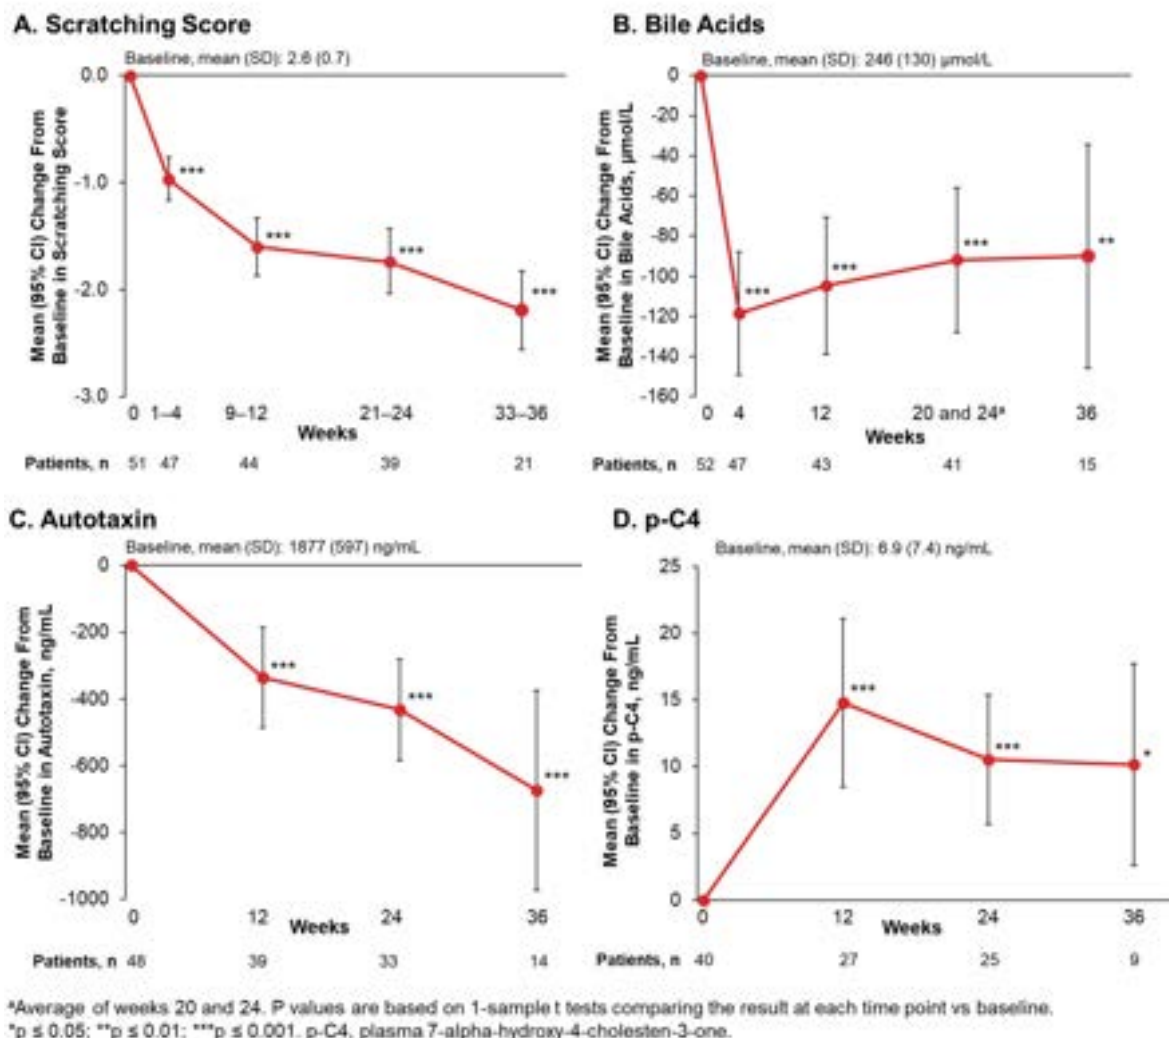 A. Scratching Score
Baseline, mean (SD): 2.6 (0.7)
Mean (95% CI) Change From
Baseline in Scratching Score
0.0
-1.0
-2.0
-3.0
***
***
***
***
0 1–4 9–12 21–24 33–36
Weeks
Patients, n 51 47 44 39 21
B. Bile Acids
Baseline, mean (SD): 246 (130) µmol/L
Mean (95% CI) Change From
Baseline in Bile Acids, µmol/L
0
-20
-40
-60
-80
-100
-120
-140
-160
***
***
***
**
0 4 12 20 and 24ᵃ 36
Weeks
Patients, n 52 47 43 41 15
C. Autotaxin
Baseline, mean (SD): 1877 (597) ng/mL
Mean (95% CI) Change From
Baseline in Autotaxin, ng/mL
0
-200
-400
-600
-800
-1000
***
***
***
0 12 24 36
Weeks
Patients, n 48 39 33 14
D. p-C4
Baseline, mean (SD): 6.9 (7.4) ng/mL
Mean (95% CI) Change From
Baseline in p-C4, ng/mL
25
20
15
10
5
0
***
***
*
0 12 24 36
Weeks
Patients, n 40 27 25 9
ᵃAverage of weeks 20 and 24. P values are based on 1-sample t tests comparing the result at each time point vs baseline.
*p ≤ 0.05; **p ≤ 0.01; ***p ≤ 0.001. p-C4, plasma 7-alpha-hydroxy-4-cholesten-3-one.